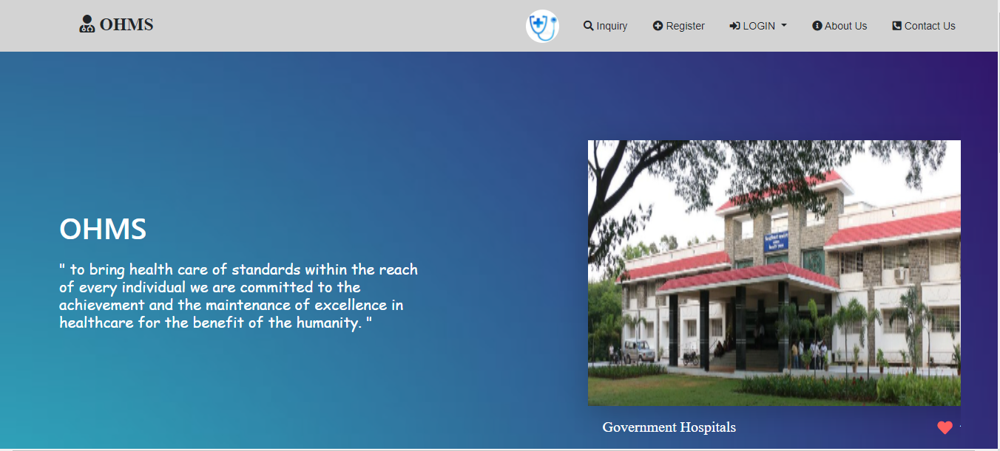 OHMS
Inquiry
Register
LOGIN
About Us
Contact Us
OHMS
" to bring health care of standards within the reach
of every individual we are committed to the
achievement and the maintenance of excellence in
healthcare for the benefit of the humanity. "
Government Hospitals